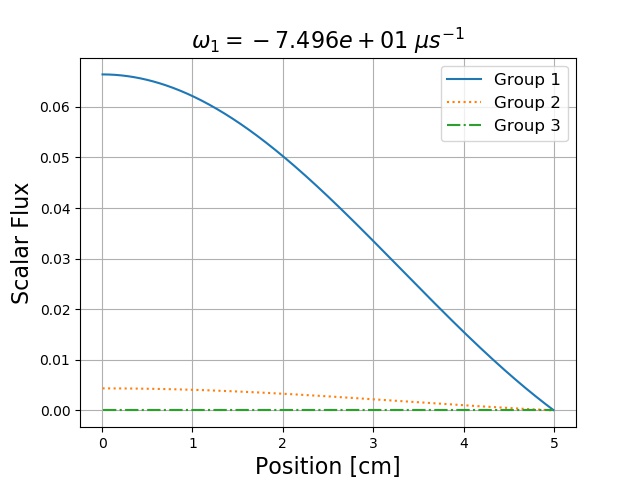 ω₁ = −7.496e + 01 μs⁻¹
Group 1
Group 2
Group 3
Scalar Flux
0.06
0.05
0.04
0.03
0.02
0.01
0.00
0 1 2 3 4 5
Position [cm]